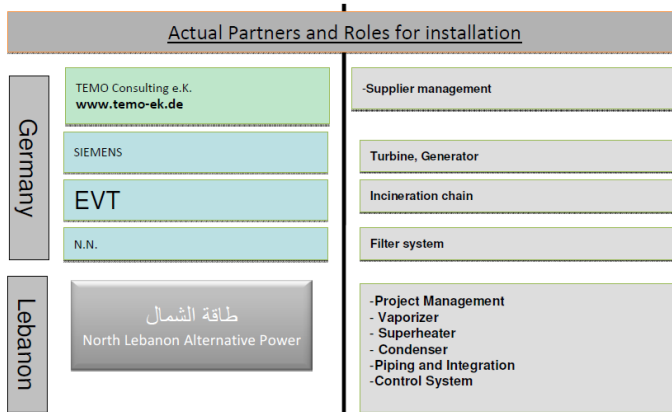 Actual Partners and Roles for installation
Germany
TEMO Consulting e.K.
www.temo-ek.de
-Supplier management
SIEMENS
Turbine, Generator
EVT
Incineration chain
N.N.
Filter system
Lebanon
طاقة الشمال
North Lebanon Alternative Power
-Project Management
- Vaporizer
- Superheater
- Condenser
-Piping and Integration
-Control System